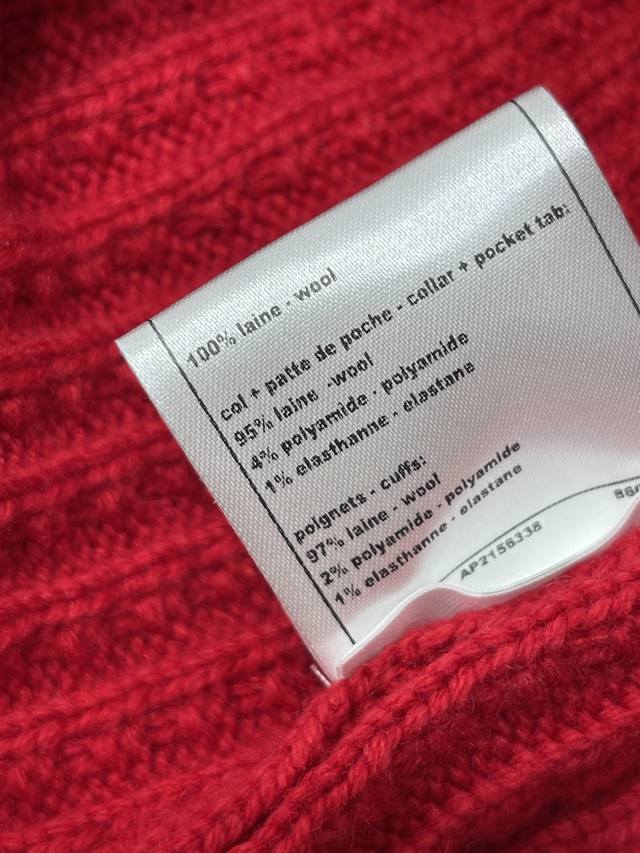 100% laine - wool
col + patte de poche - collar + pocket tab:
95% laine -wool
4% polyamide - polyamide
1% elasthanne - elastane
poignets - cuffs:
97% laine - wool
2% polyamide - polyamide
1% elasthanne - elastane
AP2156338